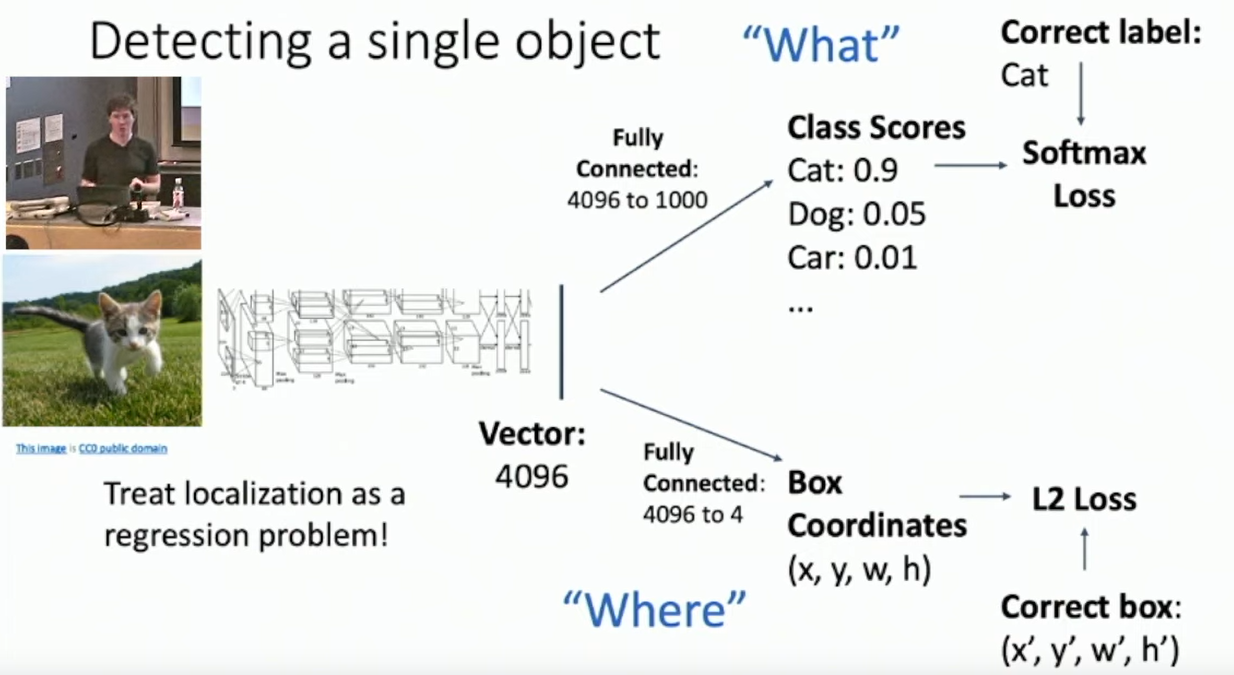 Detecting a single object
“What”
Correct label:
Cat
Fully
Connected:
4096 to 1000
Class Scores
Cat: 0.9
Dog: 0.05
Car: 0.01
...
Softmax
Loss
This image is CC0 public domain
Treat localization as a
regression problem!
Vector:
4096
Fully
Connected:
4096 to 4
Box
Coordinates
(x, y, w, h)
L2 Loss
“Where”
Correct box:
(x’, y’, w’, h’)